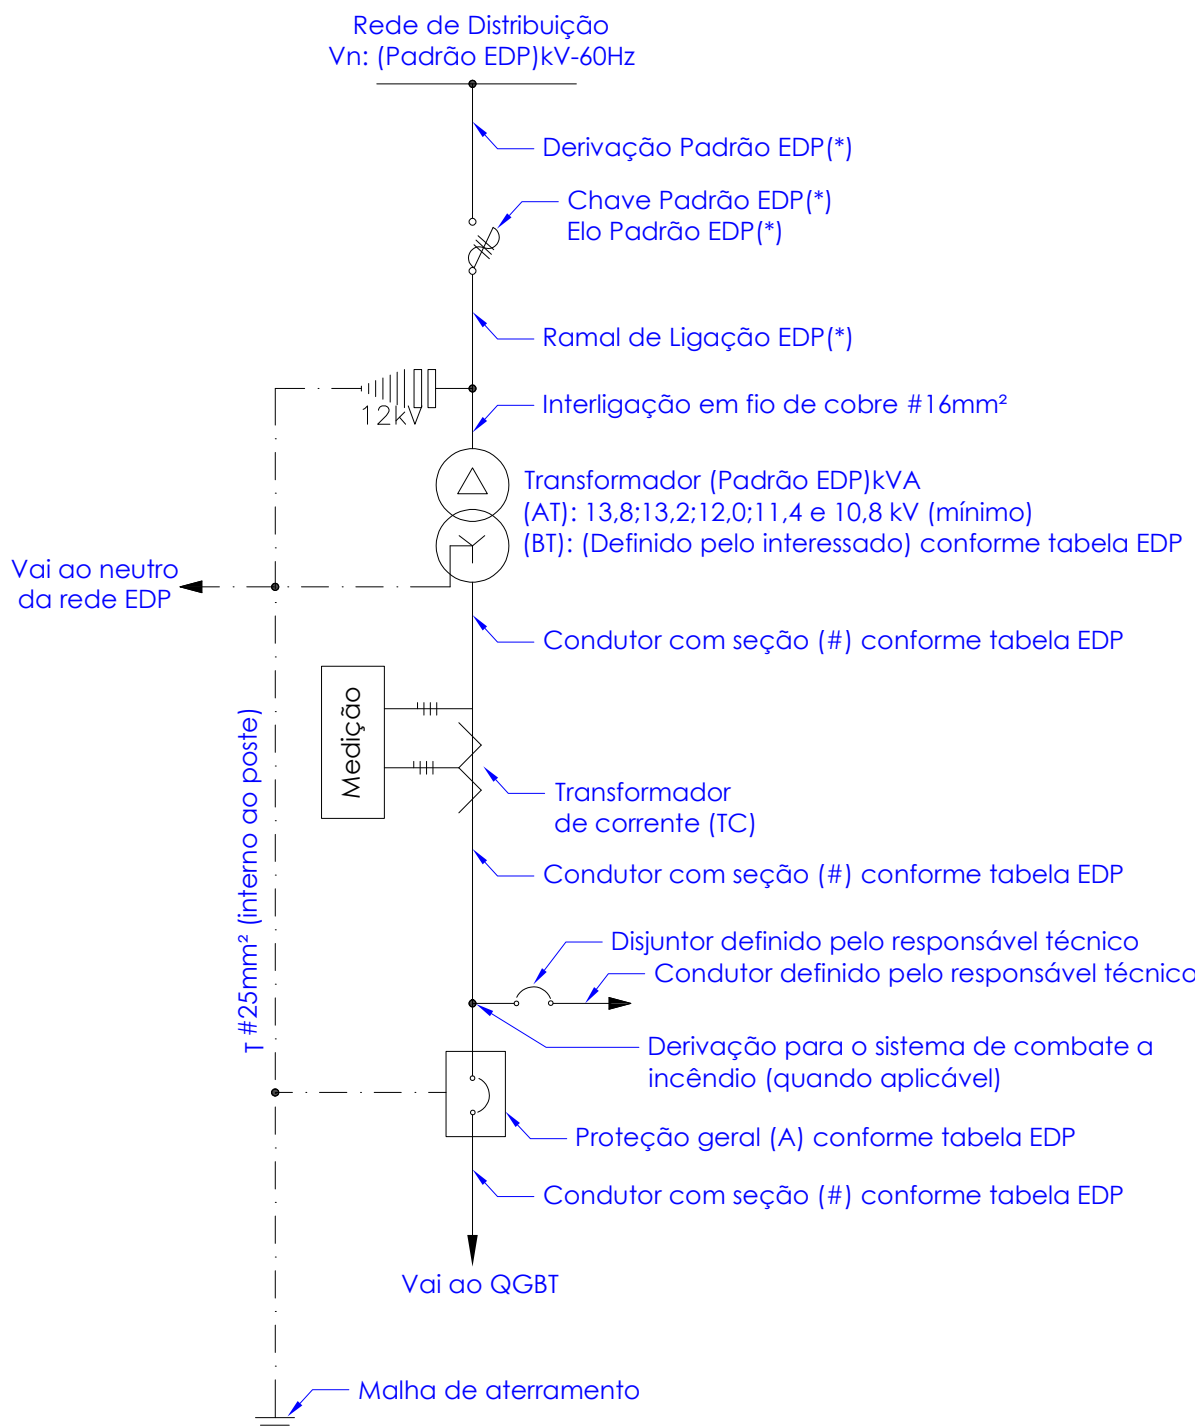 Rede de Distribuição
Vn: (Padrão EDP)kV-60Hz
Derivação Padrão EDP(*)
Chave Padrão EDP(*)
Elo Padrão EDP(*)
Ramal de Ligação EDP(*)
12kV
Interligação em fio de cobre #16mm²
Transformador (Padrão EDP)kVA
(AT): 13,8;13,2;12,0;11,4 e 10,8 kV (mínimo)
(BT): (Definido pelo interessado) conforme tabela EDP
Vai ao neutro
da rede EDP
Condutor com seção (#) conforme tabela EDP
Medição
T #25mm² (interno ao poste)
Transformador
de corrente (TC)
Condutor com seção (#) conforme tabela EDP
Disjuntor definido pelo responsável técnico
Condutor definido pelo responsável técnico
Derivação para o sistema de combate a
incêndio (quando aplicável)
Proteção geral (A) conforme tabela EDP
Condutor com seção (#) conforme tabela EDP
Vai ao QGBT
Malha de aterramento